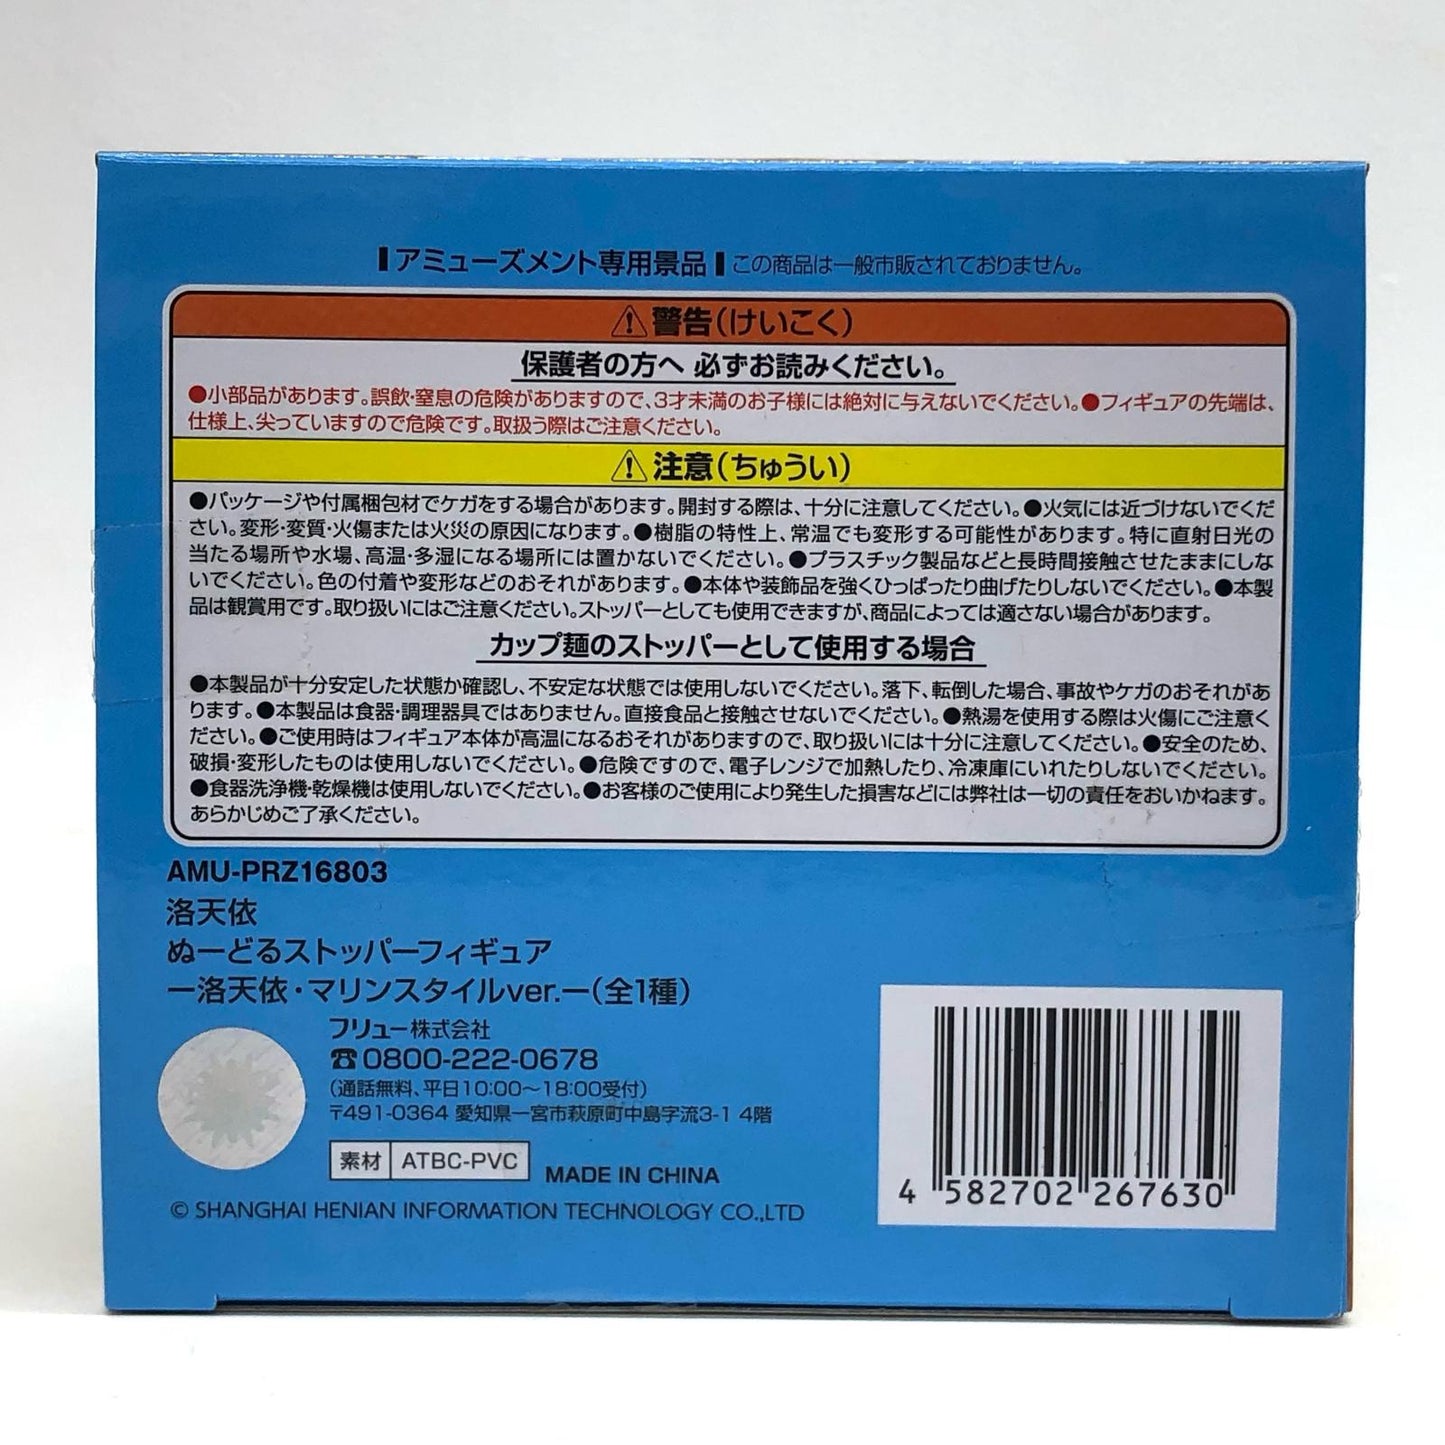 アミューズメント専用景品 この商品は一般市販されておりません。
警告(けいこく)
保護者の方へ 必ずお読みください。
●小部品があります。誤飲・窒息の危険がありますので、3才未満のお子様には絶対に与えないでください。●フィギュアの先端は、
仕様上、尖っていますので危険です。取扱う際はご注意ください。
注意(ちゅうい)
●パッケージや付属梱包材でケガをする場合があります。開封する際は、十分に注意してください。●火気には近づけないでくだ
さい。変形・変質・火傷または火災の原因になります。●樹脂の特性上、常温でも変形する可能性があります。特に直射日光の
当たる場所や水場、高温・多湿になる場所には置かないでください。●プラスチック製品などと長時間接触させたままにしな
いでください。色の付着や変形などのおそれがあります。●本体や装飾品を強くひっぱったり曲げたりしないでください。●本製
品は観賞用です。取り扱いにはご注意ください。ストッパーとしても使用できますが、商品によっては適さない場合があります。
カップ麺のストッパーとして使用する場合
●本製品が十分安定した状態か確認し、不安定な状態では使用しないでください。落下、転倒した場合、事故やケガのおそれがあ
ります。●本製品は食器・調理器具ではありません。直接食品と接触させないでください。●熱湯を使用する際は火傷にご注意く
ださい。●ご使用時はフィギュア本体が高温になるおそれがありますので、取り扱いには十分に注意してください。●安全のため、
破損・変形したものは使用しないでください。●危険ですので、電子レンジで加熱したり、冷凍庫にいれたりしないでください。
●食器洗浄機・乾燥機は使用しないでください。●お客様のご使用により発生した損害などには弊社は一切の責任をおいかねます。
あらかじめご了承ください。
AMU-PRZ16803
洛天依
ぬーどるストッパーフィギュア
ー洛天依・マリンスタイルver.ー(全1種)
フリュー株式会社
☎0800-222-0678
(通話無料、平日10:00〜18:00受付)
〒491-0364 愛知県一宮市萩原町中島字流3-1 4階
素材 ATBC-PVC MADE IN CHINA
© SHANGHAI HENIAN INFORMATION TECHNOLOGY CO.,LTD
4 582702 267630